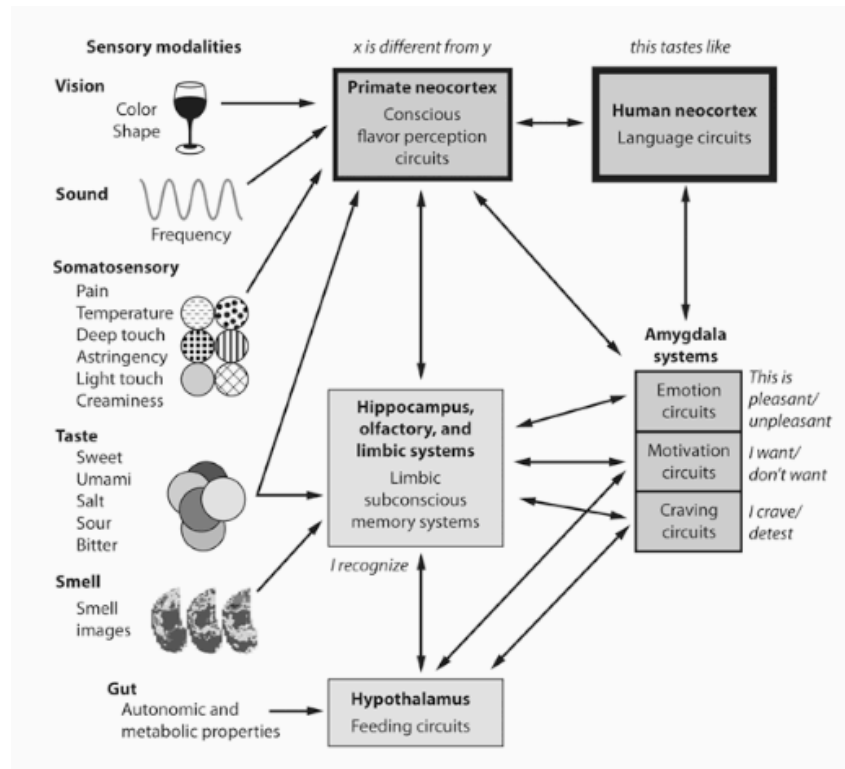 Sensory modalities
x is different from y
this tastes like
Vision
Color
Shape
Primate neocortex
Conscious
flavor perception
circuits
Human neocortex
Language circuits
Sound
Frequency
Somatosensory
Pain
Temperature
Deep touch
Astringency
Light touch
Creaminess
Amygdala
systems
Emotion
circuits
This is
pleasant/
unpleasant
Motivation
circuits
I want/
don't want
Craving
circuits
I crave/
detest
Hippocampus,
olfactory, and
limbic systems
Limbic
subconscious
memory systems
I recognize
Taste
Sweet
Umami
Salt
Sour
Bitter
Smell
Smell
images
Gut
Autonomic and
metabolic properties
Hypothalamus
Feeding circuits